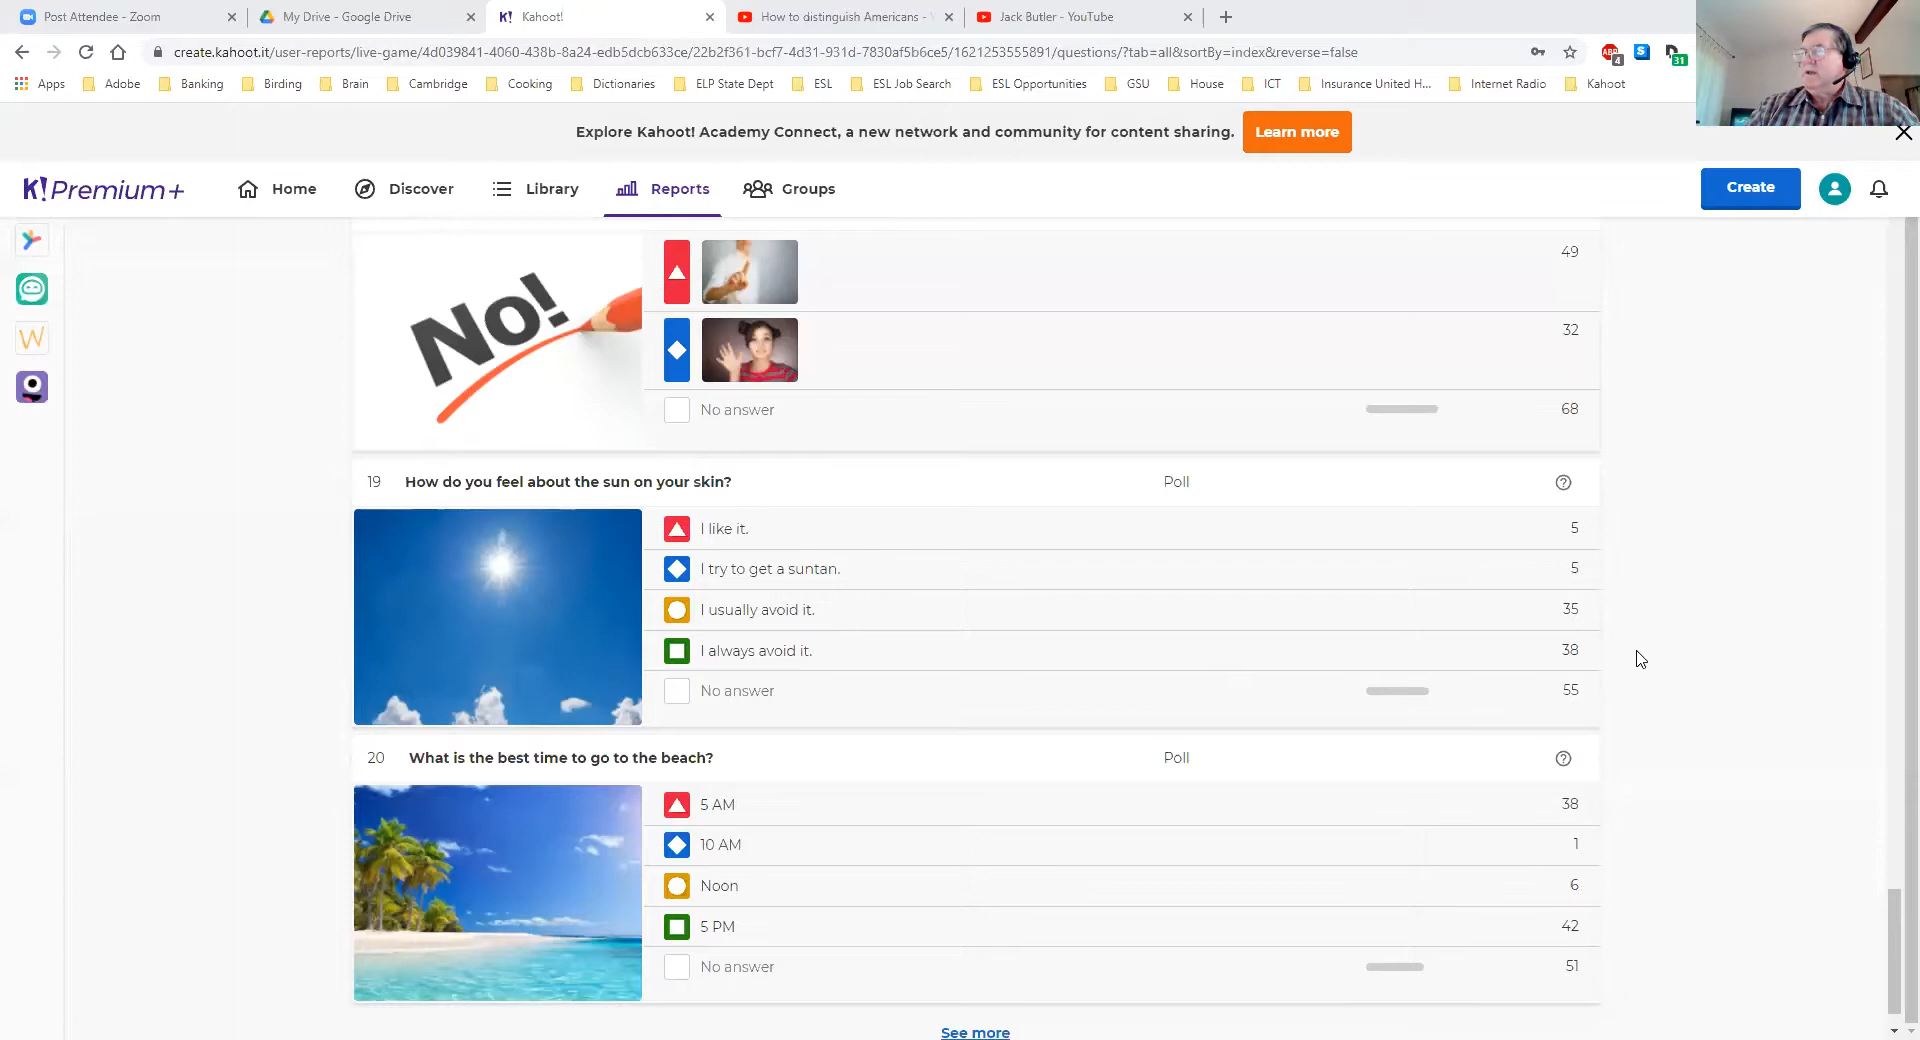 Post Attendee - Zoom
My Drive - Google Drive
K! Kahoot!
How to distinguish Americans -
Jack Butler - YouTube
create.kahoot.it/user-reports/live-game/4d039841-4060-438b-8a24-edb5dcb633ce/22b2f361-bcf7-4d31-931d-7830af5b6ce5/1621253555891/questions/?tab=all&sortBy=index&reverse=false
ABP 4
S
31
Apps Adobe Banking Birding Brain Cambridge Cooking Dictionaries ELP State Dept ESL ESL Job Search ESL Opportunities GSU House ICT Insurance United H... Internet Radio Kahoot
Explore Kahoot! Academy Connect, a new network and community for content sharing. Learn more
K! Premium+ Home Discover Library Reports Groups Create
W
No!
49
32
No answer 68
19 How do you feel about the sun on your skin? Poll
I like it. 5
I try to get a suntan. 5
I usually avoid it. 35
I always avoid it. 38
No answer 55
20 What is the best time to go to the beach? Poll
5 AM 38
10 AM 1
Noon 6
5 PM 42
No answer 51
See more